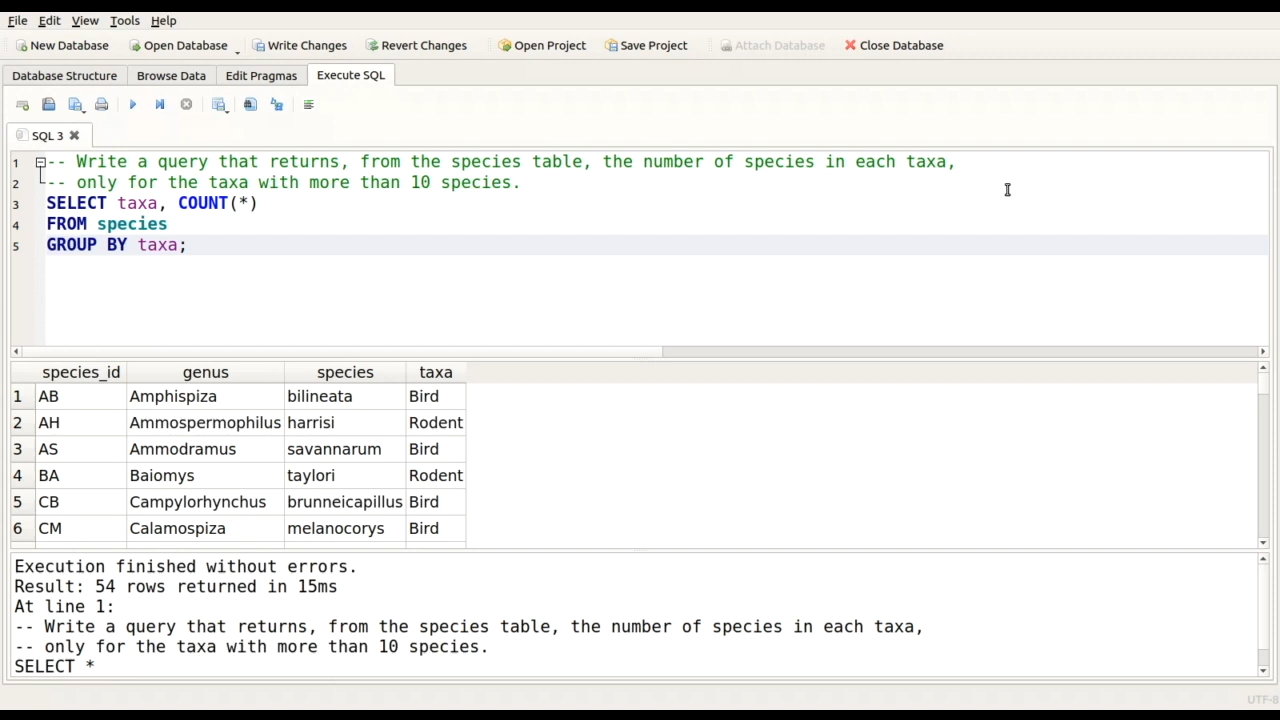 File Edit View Tools Help
New Database Open Database Write Changes Revert Changes Open Project Save Project Attach Database Close Database
Database Structure Browse Data Edit Pragmas Execute SQL
SQL 3
1 -- Write a query that returns, from the species table, the number of species in each taxa,
2 -- only for the taxa with more than 10 species.
3 SELECT taxa, COUNT(*)
4 FROM species
5 GROUP BY taxa;
species_id genus species taxa
1 AB Amphispiza bilineata Bird
2 AH Ammospermophilus harrisi Rodent
3 AS Ammodramus savannarum Bird
4 BA Baiomys taylori Rodent
5 CB Campylorhynchus brunneicapillus Bird
6 CM Calamospiza melanocorys Bird
Execution finished without errors.
Result: 54 rows returned in 15ms
At line 1:
-- Write a query that returns, from the species table, the number of species in each taxa,
-- only for the taxa with more than 10 species.
SELECT *
UTF-8